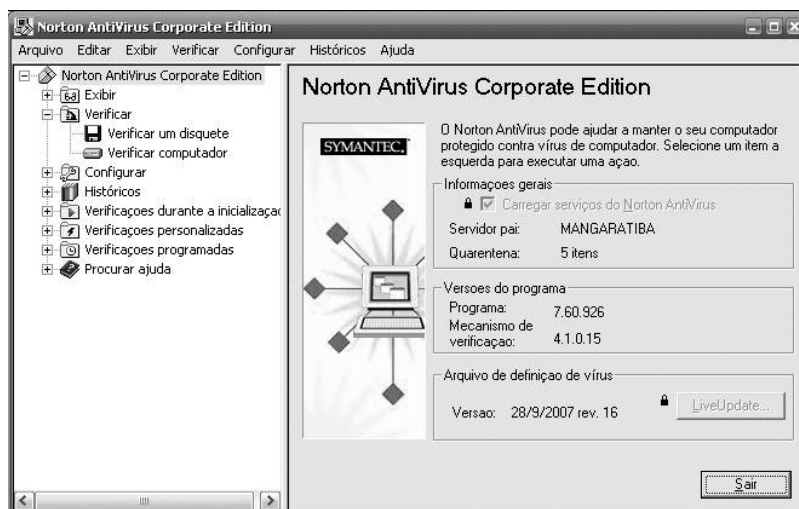 Norton AntiVirus Corporate Edition
Arquivo Editar Exibir Verificar Configurar Históricos Ajuda
Norton AntiVirus Corporate Edition
Exibir
Verificar
Verificar um disquete
Verificar computador
Configurar
Históricos
Verificaçoes durante a inicializaçao
Verificaçoes personalizadas
Verificaçoes programadas
Procurar ajuda
Norton AntiVirus Corporate Edition
SYMANTEC.
O Norton AntiVirus pode ajudar a manter o seu computador
protegido contra vírus de computador. Selecione um item a
esquerda para executar uma açao.
Informaçoes gerais
Carregar serviços do Norton AntiVirus
Servidor pai: MANGARATIBA
Quarentena: 5 itens
Versoes do programa
Programa: 7.60.926
Mecanismo de
verificaçao: 4.1.0.15
Arquivo de definiçao de vírus
Versao: 28/9/2007 rev. 16
LiveUpdate...
Sair